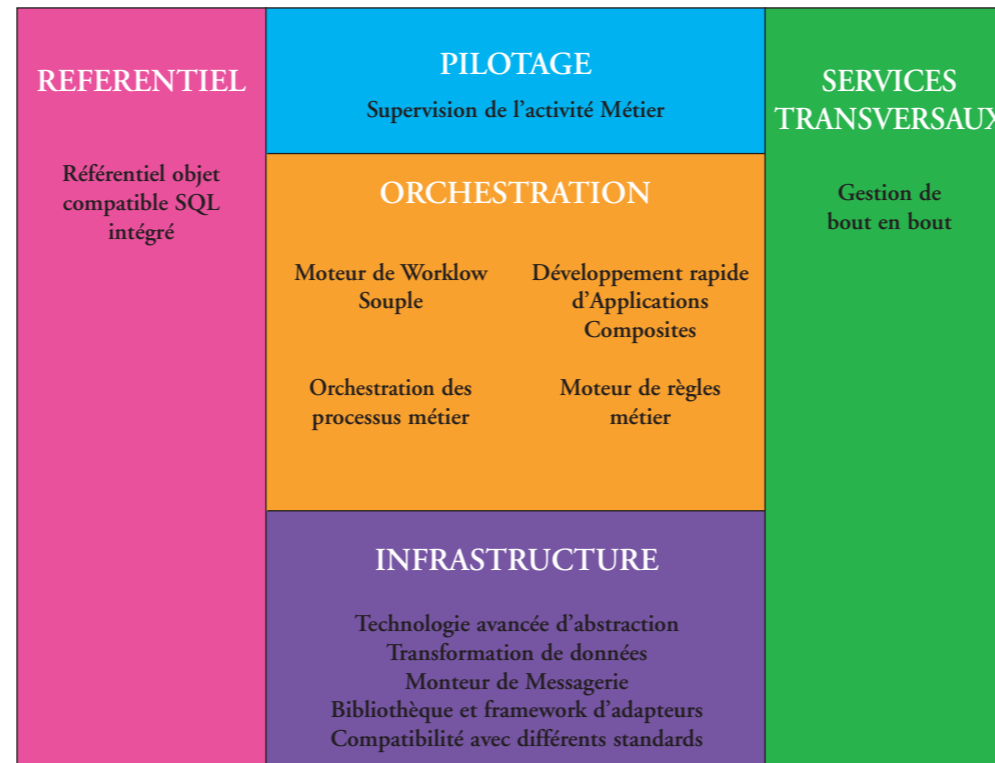 REFERENTIEL
Référentiel objet
compatible SQL
intégré
PILOTAGE
Supervision de l’activité Métier
ORCHESTRATION
Moteur de Worklow
Souple
Développement rapide
d’Applications
Composites
Orchestration des
processus métier
Moteur de règles
métier
INFRASTRUCTURE
Technologie avancée d’abstraction
Transformation de données
Monteur de Messagerie
Bibliothèque et framework d’adapteurs
Compatibilité avec différents standards
SERVICES
TRANSVERSAUX
Gestion de
bout en bout